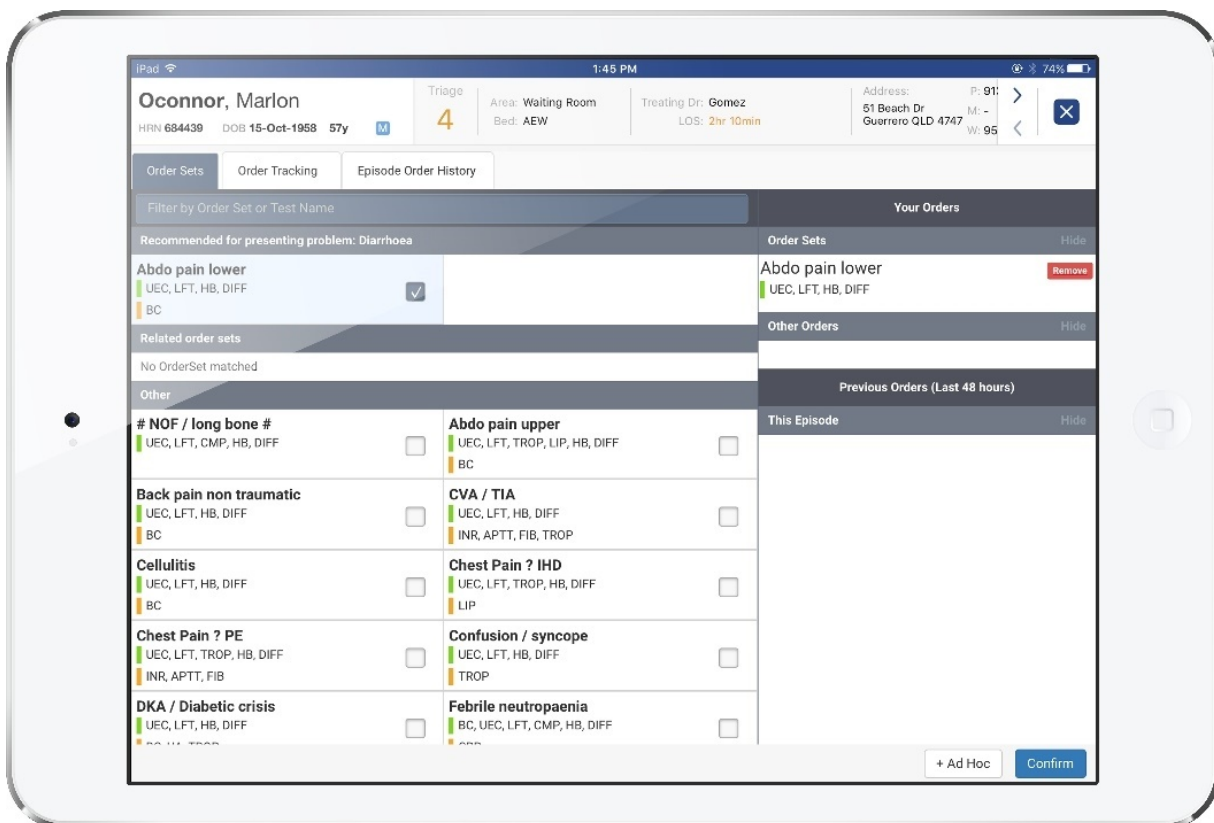 iPad 1:45 PM 74%
Oconnor, Marlon
HRN 684439 DOB 15-Oct-1958 57y M
Triage
4
Area: Waiting Room
Bed: AEW
Treating Dr: Gomez
LOS: 2hr 10min
Address:
51 Beach Dr
Guerrero QLD 4747
P: 91
M: -
W: 95
Order Sets Order Tracking Episode Order History
Filter by Order Set or Test Name
Recommended for presenting problem: Diarrhoea
Abdo pain lower
UEC, LFT, HB, DIFF
BC
Related order sets
No OrderSet matched
Other
# NOF / long bone #
UEC, LFT, CMP, HB, DIFF
Abdo pain upper
UEC, LFT, TROP, LIP, HB, DIFF
BC
Back pain non traumatic
UEC, LFT, HB, DIFF
BC
CVA / TIA
UEC, LFT, HB, DIFF
INR, APTT, FIB, TROP
Cellulitis
UEC, LFT, HB, DIFF
BC
Chest Pain ? IHD
UEC, LFT, TROP, HB, DIFF
LIP
Chest Pain ? PE
UEC, LFT, TROP, HB, DIFF
INR, APTT, FIB
Confusion / syncope
UEC, LFT, HB, DIFF
TROP
DKA / Diabetic crisis
UEC, LFT, HB, DIFF
Febrile neutropaenia
BC, UEC, LFT, CMP, HB, DIFF
Your Orders
Order Sets Hide
Abdo pain lower Remove
UEC, LFT, HB, DIFF
Other Orders Hide
Previous Orders (Last 48 hours)
This Episode Hide
+ Ad Hoc Confirm